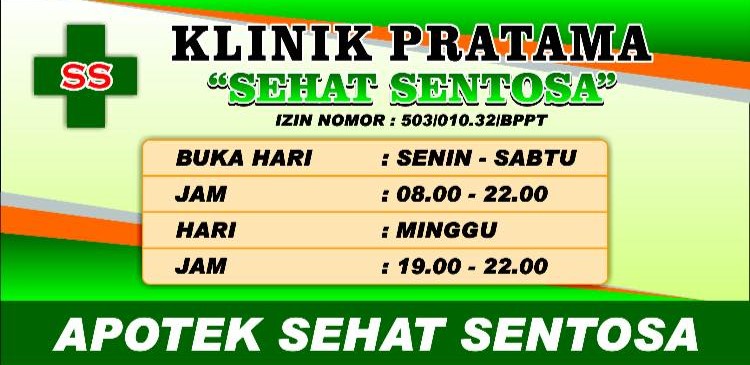 SS
KLINIK PRATAMA
“SEHAT SENTOSA”
IZIN NOMOR : 503/010.32/BPPT
BUKA HARI : SENIN - SABTU
JAM : 08.00 - 22.00
HARI : MINGGU
JAM : 19.00 - 22.00
APOTEK SEHAT SENTOSA